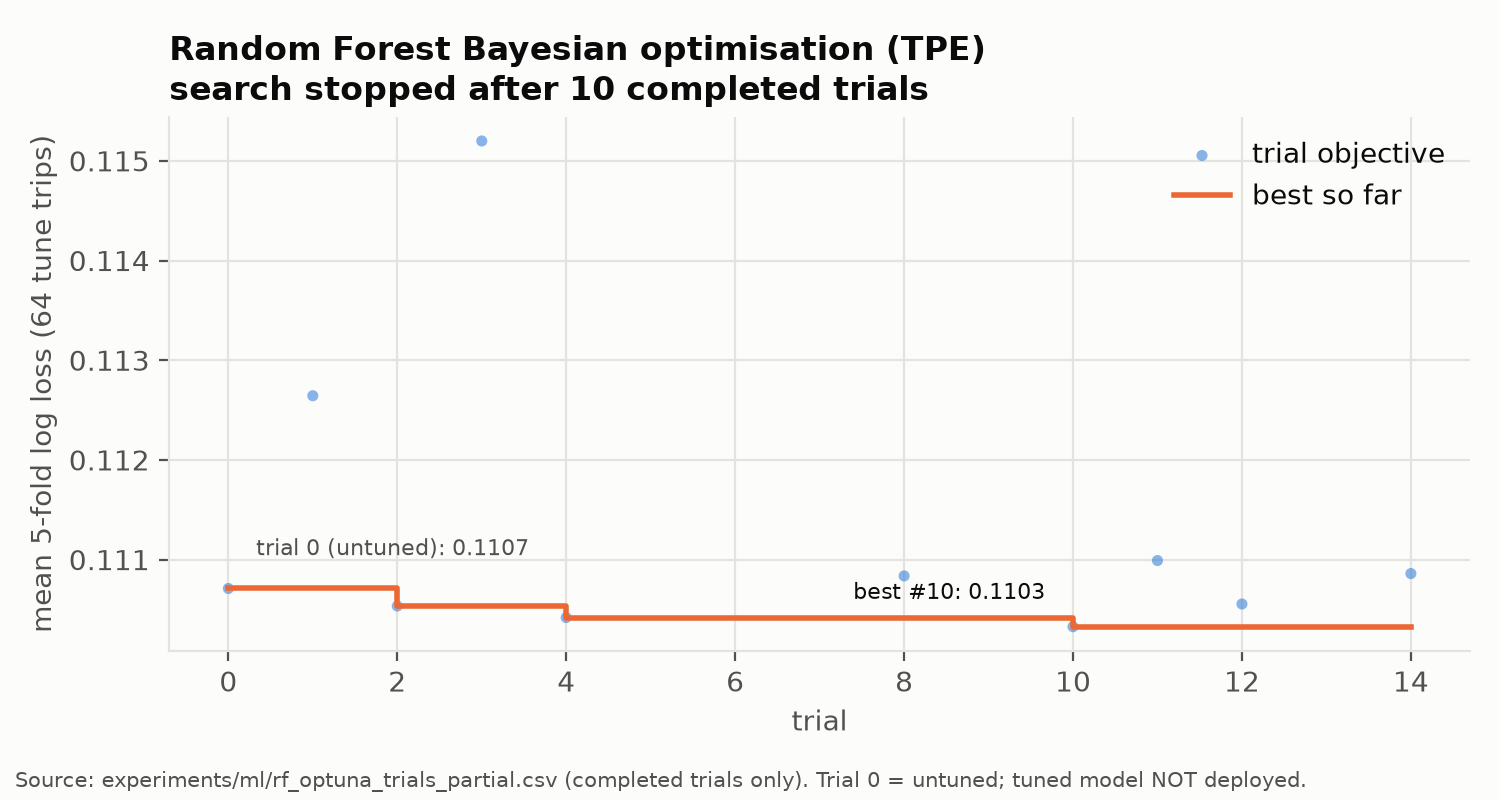 Random Forest Bayesian optimisation (TPE)
search stopped after 10 completed trials
mean 5-fold log loss (64 tune trips)
0.115
0.114
0.113
0.112
0.111
trial objective
best so far
trial 0 (untuned): 0.1107
best #10: 0.1103
0 2 4 6 8 10 12 14
trial
Source: experiments/ml/rf_optuna_trials_partial.csv (completed trials only). Trial 0 = untuned; tuned model NOT deployed.